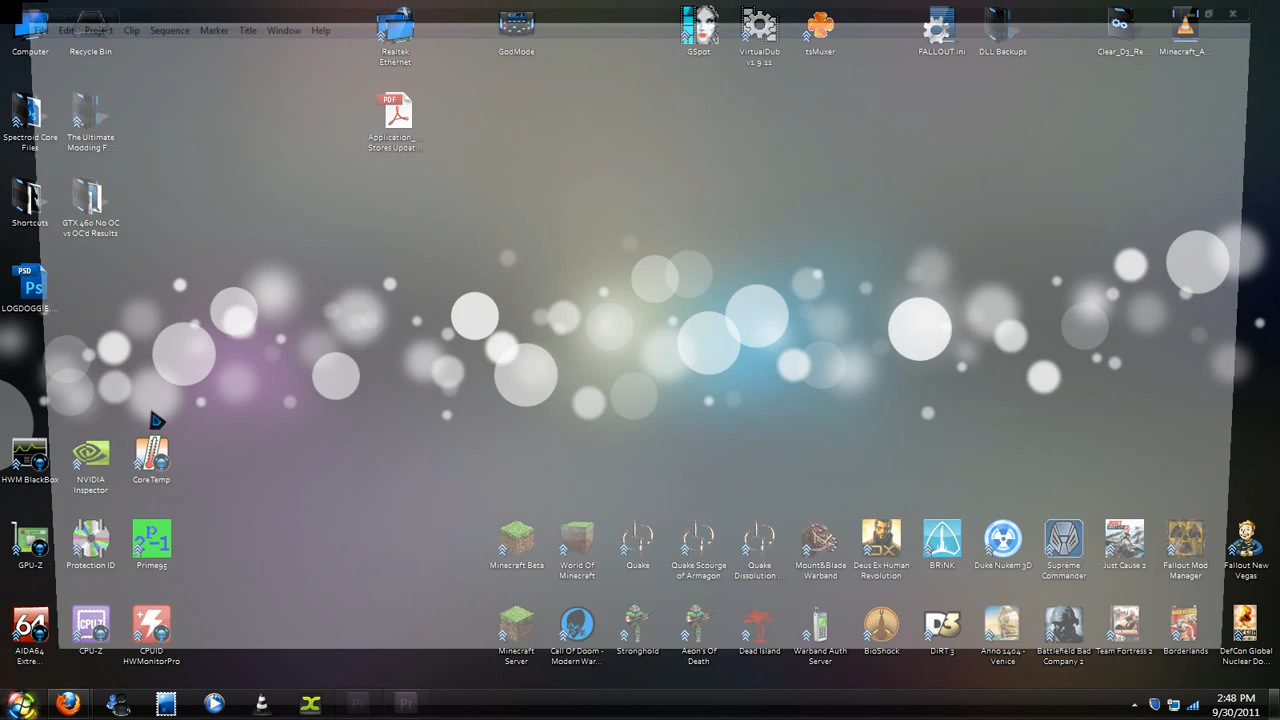 Edit Project Clip Sequence Marker Title Window Help
Computer
Recycle Bin
Realtek
Ethernet
GodMode
GSpot
VirtualDub
v1.9.11
tsMuxer
FALLOUT.ini
DLL Backups
Clear_D3_Re...
Minecraft_A...
Spectroid Core
Files
The Ultimate
Modding F...
PDF
Application_...
Stores Updat...
Shortcuts
GTX 460 No OC
vs OC'd Results
PSD
Ps
LOGDOGGIE...
HWM BlackBox
NVIDIA
Inspector
CoreTemp
GPU-Z
Protection ID
Prime95
Minecraft Beta
World Of
Minecraft
Quake
Quake Scourge
of Armagon
Quake
Dissolution ...
Mount&Blade
Warband
Deus Ex Human
Revolution
BRiNK
Duke Nukem 3D
Supreme
Commander
Just Cause 2
Fallout Mod
Manager
Fallout New
Vegas
64
AIDA64
Extre...
CPU-Z
CPUID
HWMonitorPro
Minecraft
Server
Call Of Doom -
Modern War...
Stronghold
Aeon's Of
Death
Dead Island
Warband Auth
Server
BioShock
DiRT 3
Anno 1404 -
Venice
Battlefield Bad
Company 2
Team Fortress 2
Borderlands
DefCon Global
Nuclear Do...
Pr
Pr
2:48 PM
9/30/2011